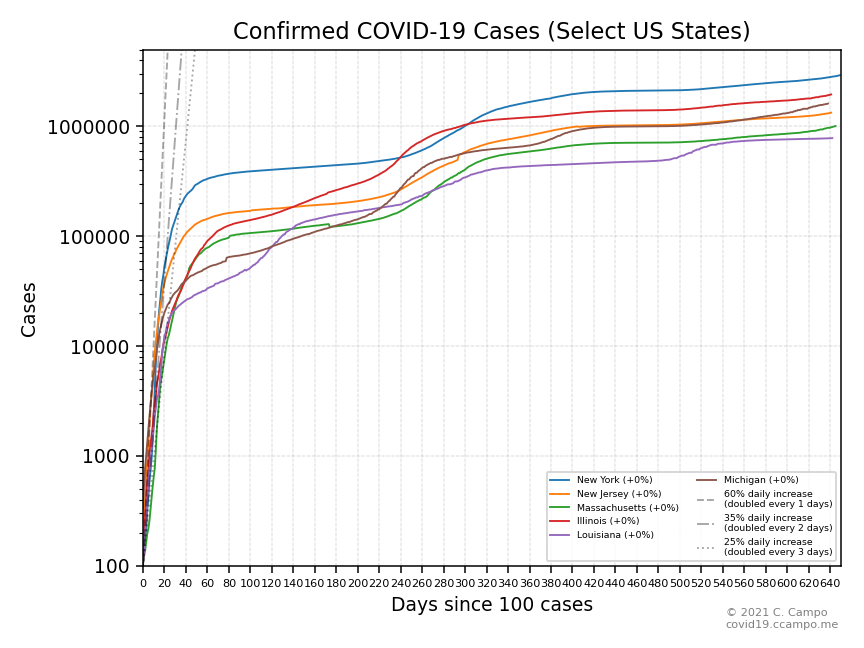 Confirmed COVID-19 Cases (Select US States)
Cases
1000000
100000
10000
1000
100
0 20 40 60 80 100 120 140 160 180 200 220 240 260 280 300 320 340 360 380 400 420 440 460 480 500 520 540 560 580 600 620 640
Days since 100 cases
New York (+0%)
New Jersey (+0%)
Massachusetts (+0%)
Illinois (+0%)
Louisiana (+0%)
Michigan (+0%)
60% daily increase
(doubled every 1 days)
35% daily increase
(doubled every 2 days)
25% daily increase
(doubled every 3 days)
© 2021 C. Campo
covid19.ccampo.me